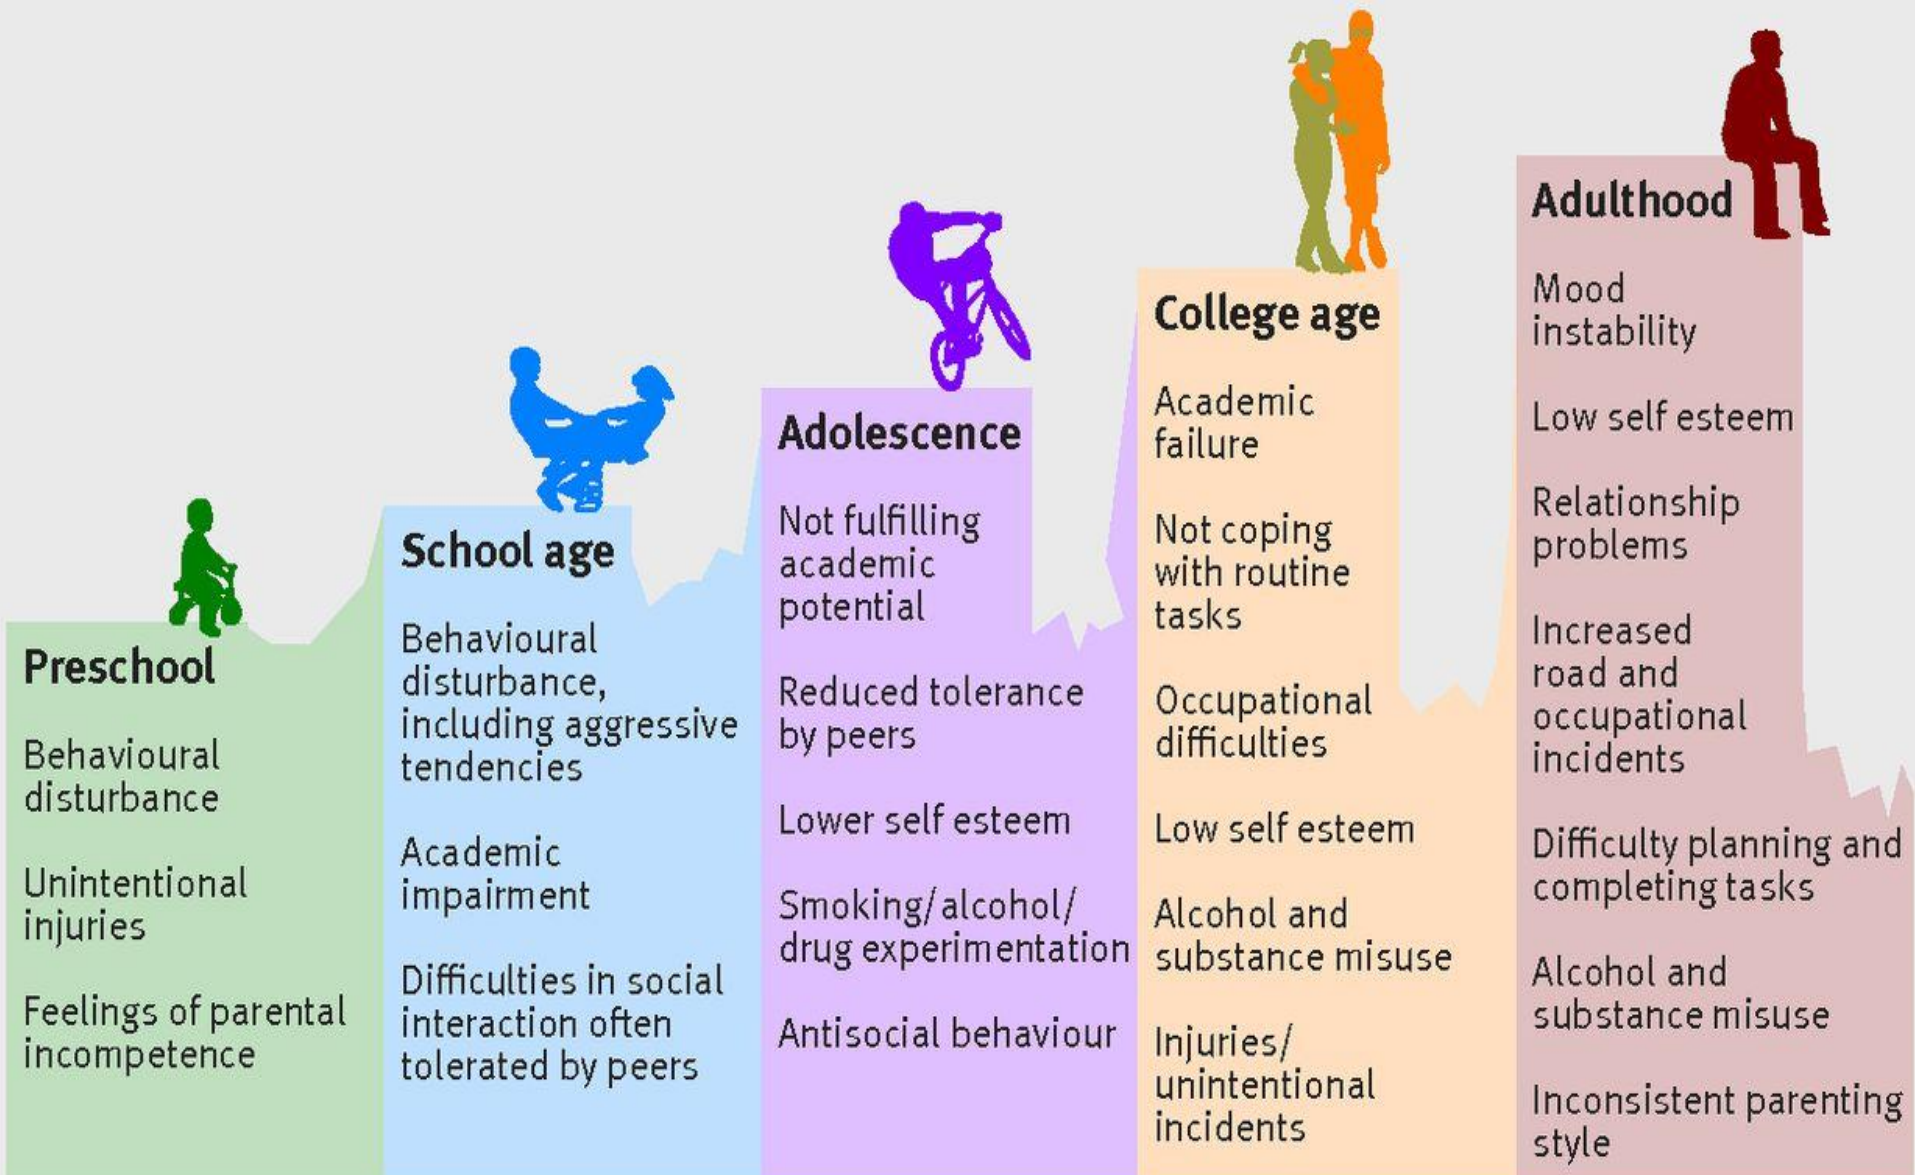 Preschool
Behavioural
disturbance
Unintentional
injuries
Feelings of parental
incompetence
School age
Behavioural
disturbance,
including aggressive
tendencies
Academic
impairment
Difficulties in social
interaction often
tolerated by peers
Adolescence
Not fulfilling
academic
potential
Reduced tolerance
by peers
Lower self esteem
Smoking/alcohol/
drug experimentation
Antisocial behaviour
College age
Academic
failure
Not coping
with routine
tasks
Occupational
difficulties
Low self esteem
Alcohol and
substance misuse
Injuries/
unintentional
incidents
Adulthood
Mood
instability
Low self esteem
Relationship
problems
Increased
road and
occupational
incidents
Difficulty planning and
completing tasks
Alcohol and
substance misuse
Inconsistent parenting
style